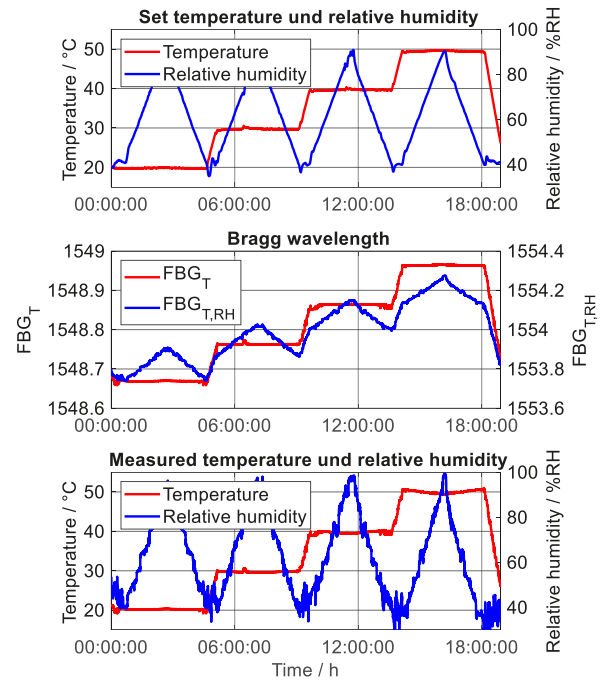 Set temperature und relative humidity
Temperature / °C
50
40
30
20
Temperature
Relative humidity
100
80
60
40
Relative humidity / %RH
00:00:00 06:00:00 12:00:00 18:00:00
Bragg wavelength
FBG_T
1549
1548.9
1548.8
1548.7
1548.6
FBG_T
FBG_T,RH
1554.4
1554.2
1554
1553.8
1553.6
FBG_T,RH
00:00:00 06:00:00 12:00:00 18:00:00
Measured temperature und relative humidity
Temperature / °C
50
40
30
20
Temperature
Relative humidity
100
80
60
40
Relative humidity / %RH
00:00:00 06:00:00 12:00:00 18:00:00
Time / h